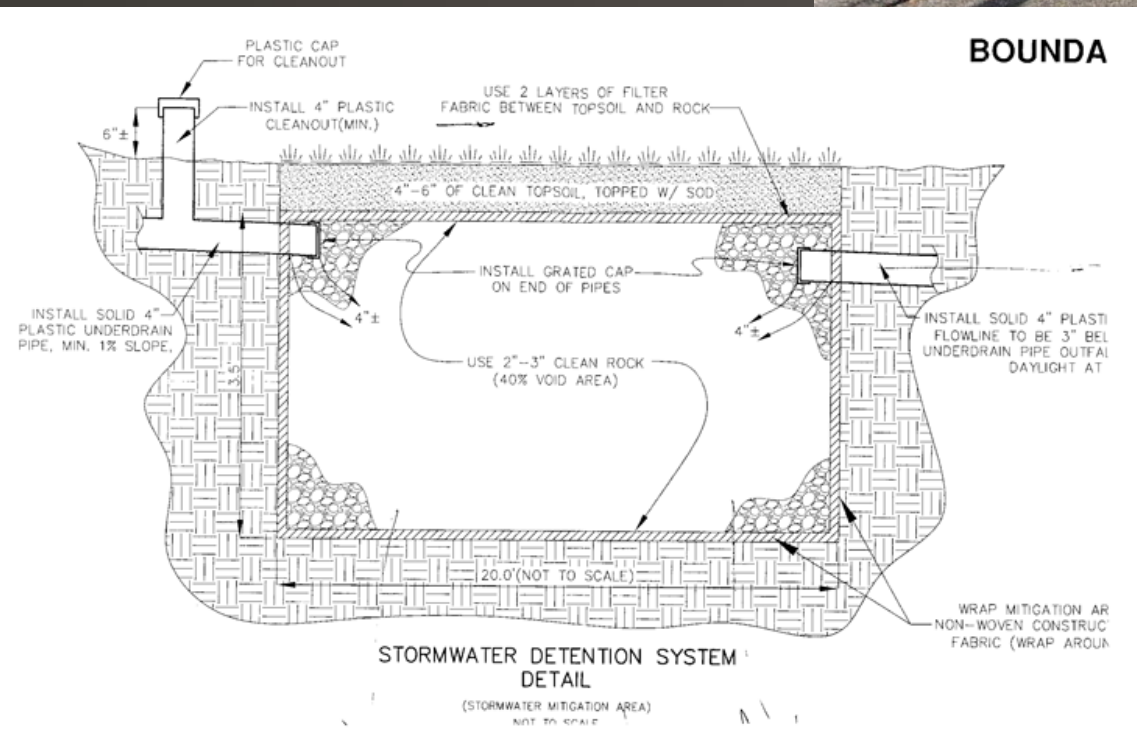 BOUNDA
PLASTIC CAP
FOR CLEANOUT
INSTALL 4" PLASTIC
CLEANOUT(MIN.)
6"±
USE 2 LAYERS OF FILTER
FABRIC BETWEEN TOPSOIL AND ROCK
4"-6" OF CLEAN TOPSOIL, TOPPED W/ SOD
INSTALL GRATED CAP
ON END OF PIPES
4"±
4"±
INSTALL SOLID 4"
PLASTIC UNDERDRAIN
PIPE, MIN. 1% SLOPE,
3.5'
USE 2"-3" CLEAN ROCK
(40% VOID AREA)
INSTALL SOLID 4" PLASTI
FLOWLINE TO BE 3" BEL
UNDERDRAIN PIPE OUTFAL
DAYLIGHT AT
20.0'(NOT TO SCALE)
WRAP MITIGATION AR
NON-WOVEN CONSTRUC
FABRIC (WRAP AROUN
STORMWATER DETENTION SYSTEM
DETAIL
(STORMWATER MITIGATION AREA)
NOT TO SCALE